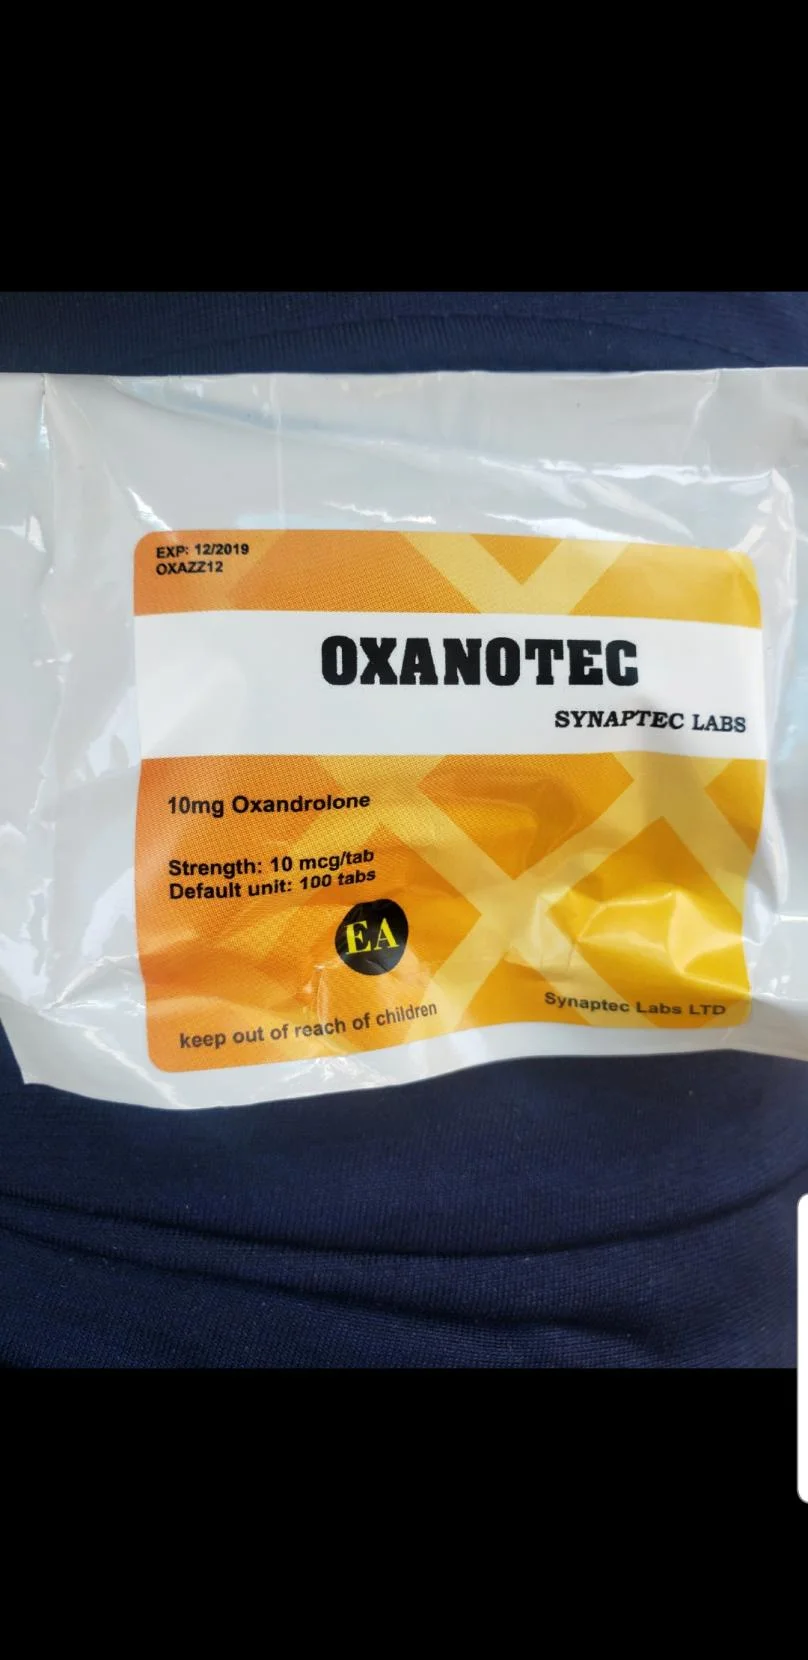 EXP: 12/2019
OXAZZ12
OXANOTEC
SYNAPTEC LABS
10mg Oxandrolone
Strength: 10 mcg/tab
Default unit: 100 tabs
EA
keep out of reach of children
Synaptec Labs LTD